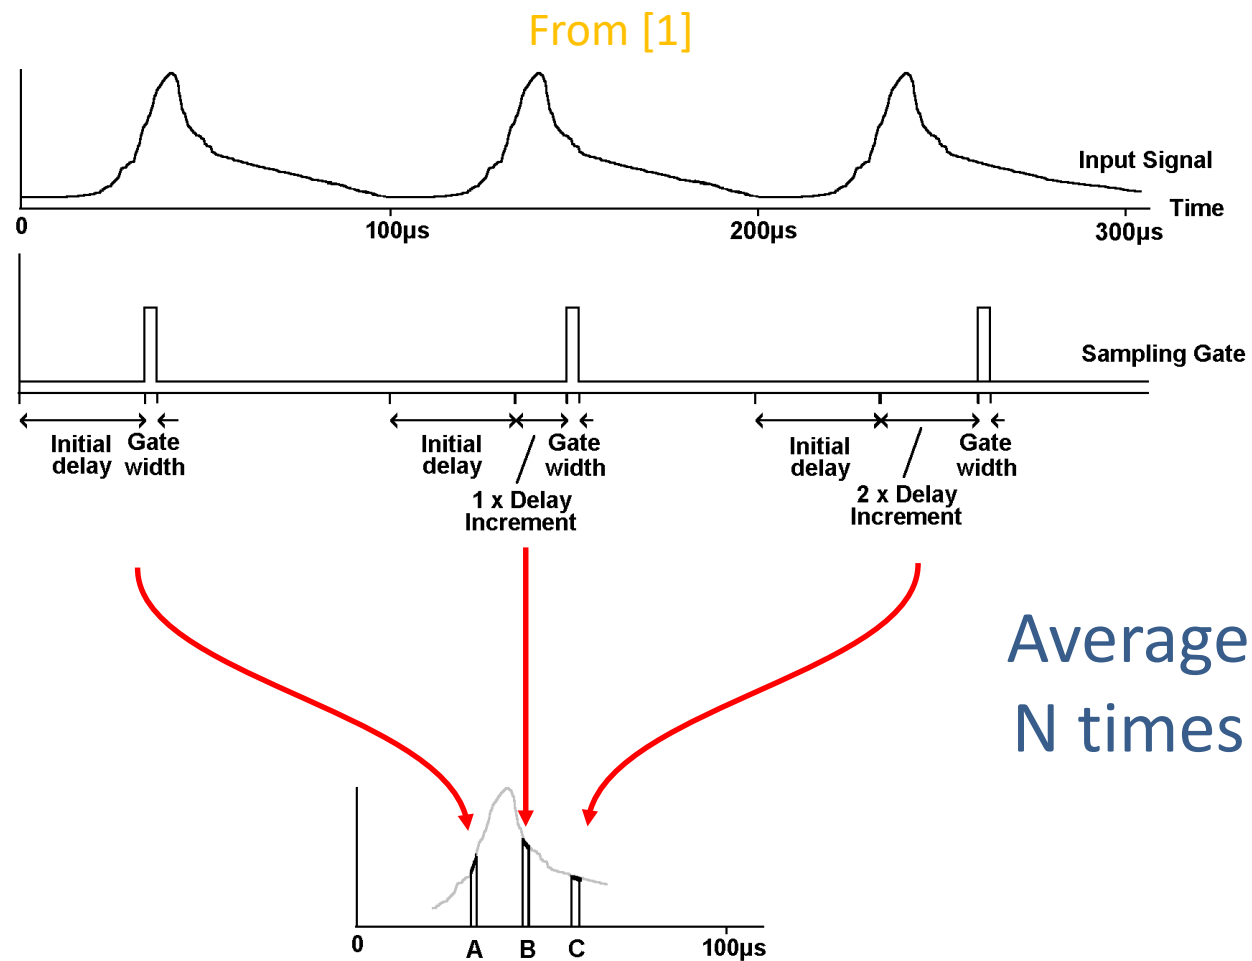 From [1]
Input Signal
Time
0
100µs
200µs
300µs
Sampling Gate
Initial
delay
Gate
width
Initial
delay
1 x Delay
Increment
Gate
width
Initial
delay
2 x Delay
Increment
Gate
width
Average
N times
0
A
B
C
100µs